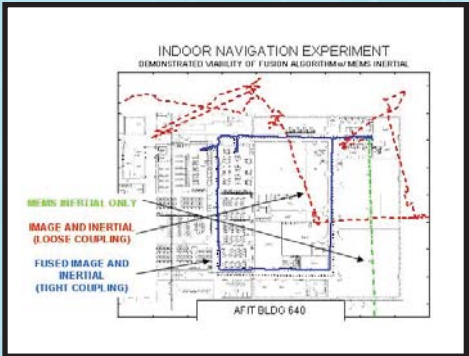 INDOOR NAVIGATION EXPERIMENT
DEMONSTRATED VIABILITY OF FUSION ALGORITHM w/ MEMS INERTIAL
MEMS INERTIAL ONLY
IMAGE AND INERTIAL
(LOOSE COUPLING)
FUSED IMAGE AND
INERTIAL
(TIGHT COUPLING)
AFIT BLDG 640